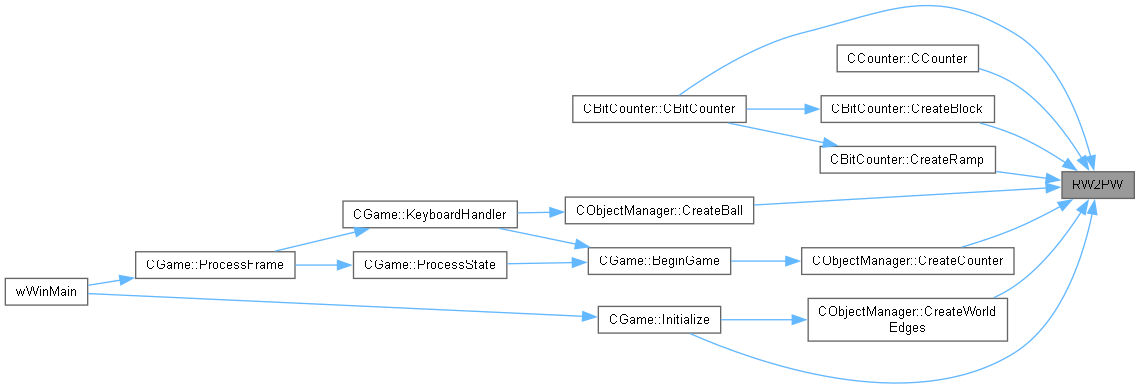 CCounter::CCounter
CBitCounter::CBitCounter
CBitCounter::CreateBlock
CBitCounter::CreateRamp
RW2PW
CGame::KeyboardHandler
CObjectManager::CreateBall
CGame::ProcessFrame
CGame::ProcessState
CGame::BeginGame
CObjectManager::CreateCounter
wWinMain
CGame::Initialize
CObjectManager::CreateWorld
Edges